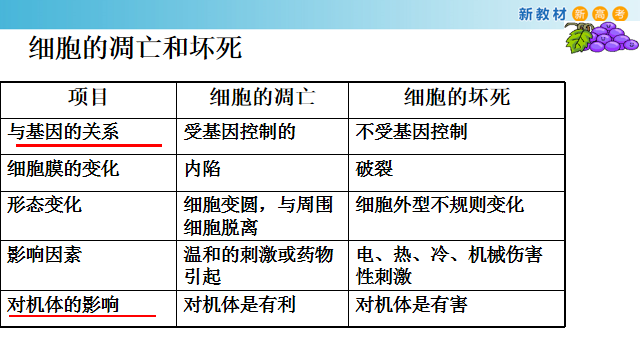 新教材 新 高 考
细胞的凋亡和坏死
项目 细胞的凋亡 细胞的坏死
与基因的关系 受基因控制的 不受基因控制
细胞膜的变化 内陷 破裂
形态变化 细胞变圆，与周围 细胞外型不规则变化
细胞脱离
影响因素 温和的刺激或药物 电、热、冷、机械伤害
引起 性刺激
对机体的影响 对机体是有利 对机体是有害